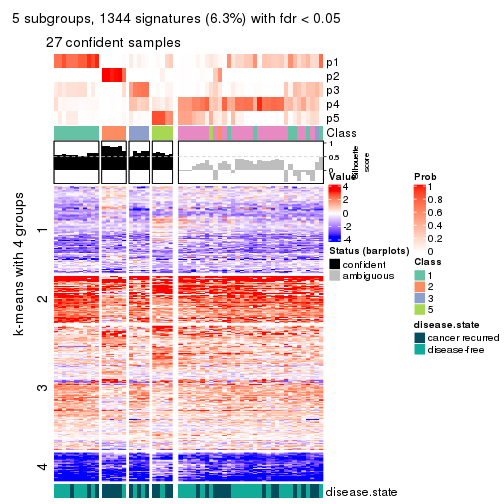 5 subgroups, 1344 signatures (6.3%) with fdr < 0.05
27 confident samples
p1
p2
p3
p4
p5
Class
1
0.5
0
Silhouette
score
k-means with 4 groups
1
2
3
4
disease.state
Value
4
2
0
-2
-4
Status (barplots)
confident
ambiguous
Prob
1
0.8
0.6
0.4
0.2
0
Class
1
2
3
5
disease.state
cancer recurred
disease-free